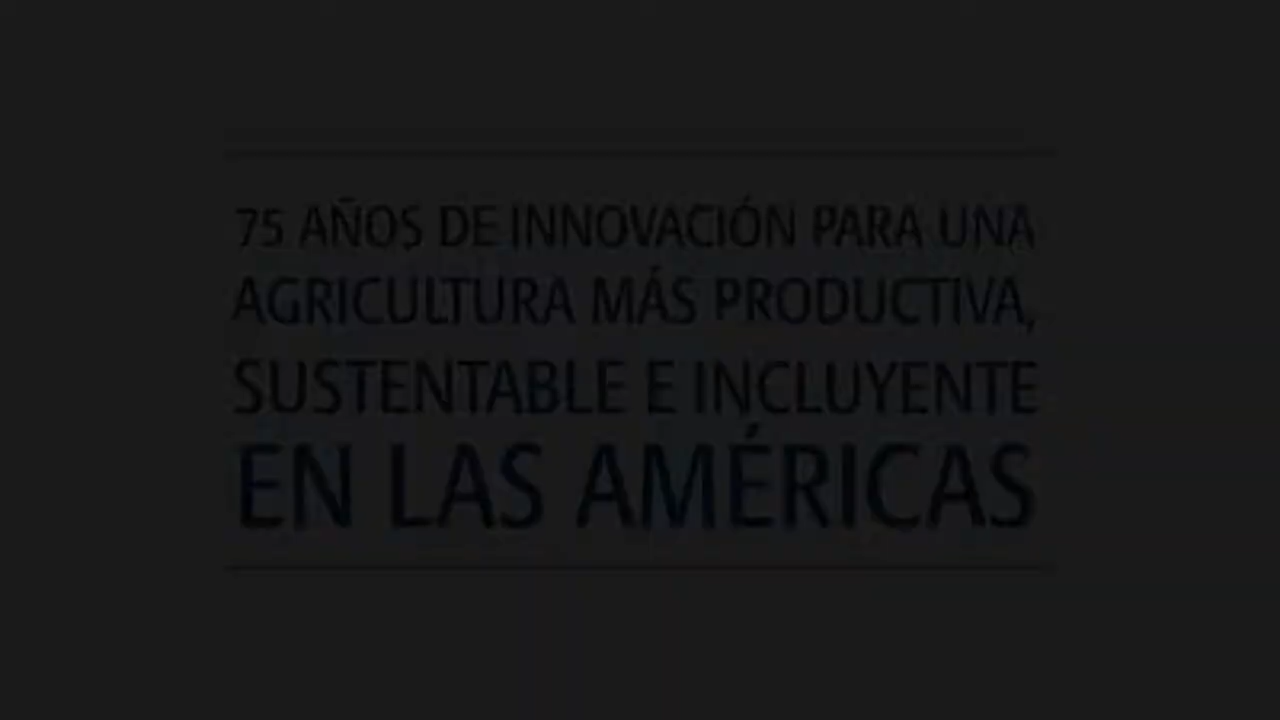 75 AÑOS DE INNOVACIÓN PARA UNA
AGRICULTURA MÁS PRODUCTIVA,
SUSTENTABLE E INCLUYENTE
EN LAS AMÉRICAS